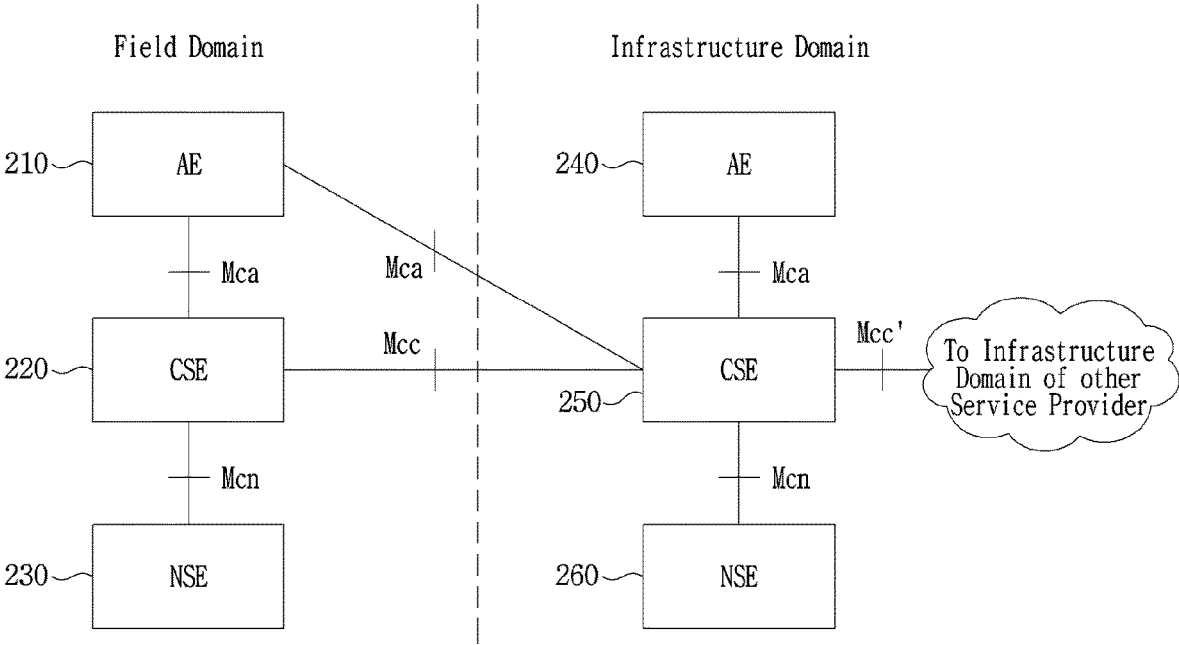 Field Domain
Infrastructure Domain
210
AE
240
AE
Mca
Mca
Mca
Mcc
Mcc'
220
CSE
250
CSE
To Infrastructure
Domain of other
Service Provider
Mcn
Mcn
230
NSE
260
NSE